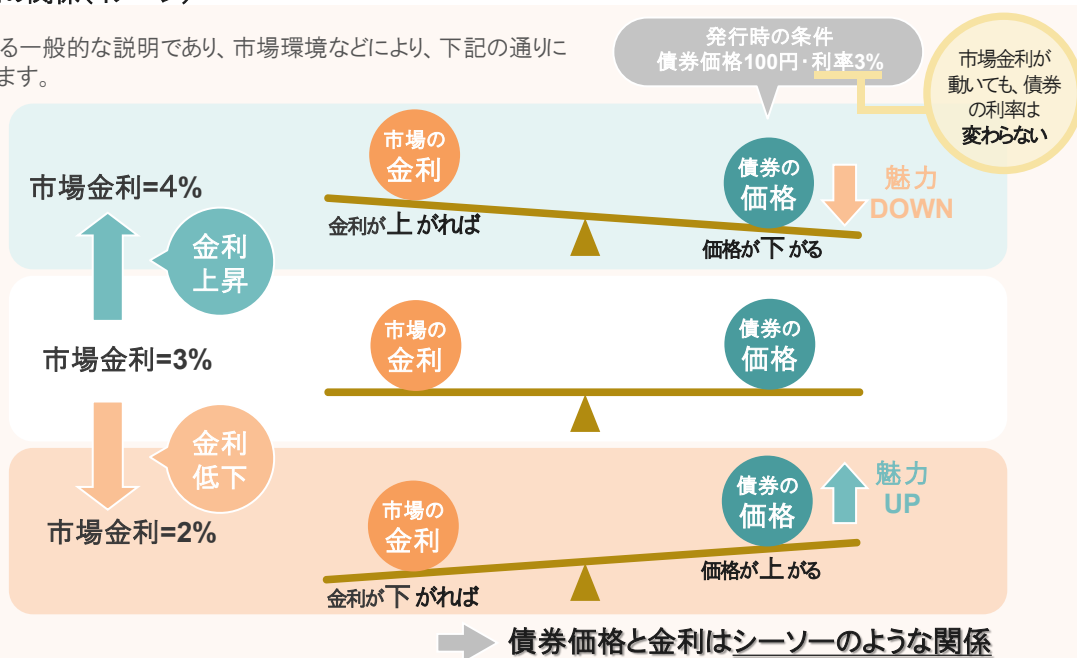 る一般的な説明であり、市場環境などにより、下記の通りに
ます。
発行時の条件
債券価格100円・利率3%
市場金利が
動いても、債券
の利率は
変わらない
市場金利=4%
金利
上昇
市場の
金利
金利が上がれば
債券の
価格
価格が下がる
魅力
DOWN
市場金利=3%
市場の
金利
債券の
価格
金利
低下
市場金利=2%
市場の
金利
金利が下がれば
債券の
価格
価格が上がる
魅力
UP
債券価格と金利はシーソーのような関係